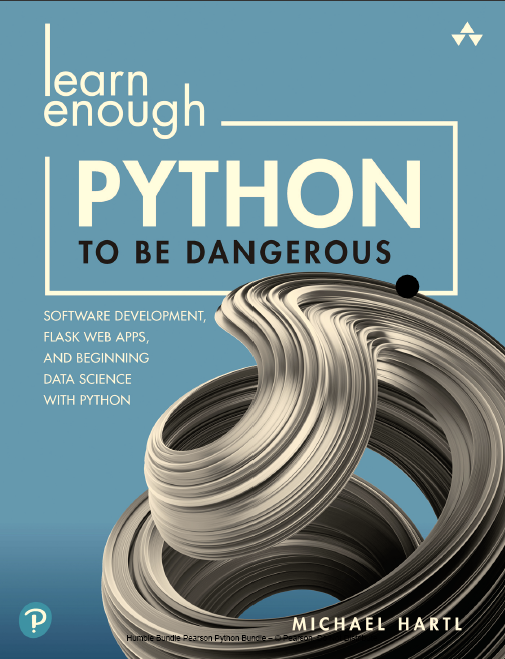 learn
enough
PYTHON
TO BE DANGEROUS
SOFTWARE DEVELOPMENT,
FLASK WEB APPS,
AND BEGINNING
DATA SCIENCE
WITH PYTHON
MICHAEL HARTL
P
Humble Bundle Pearson Python Bundle – © Pearson